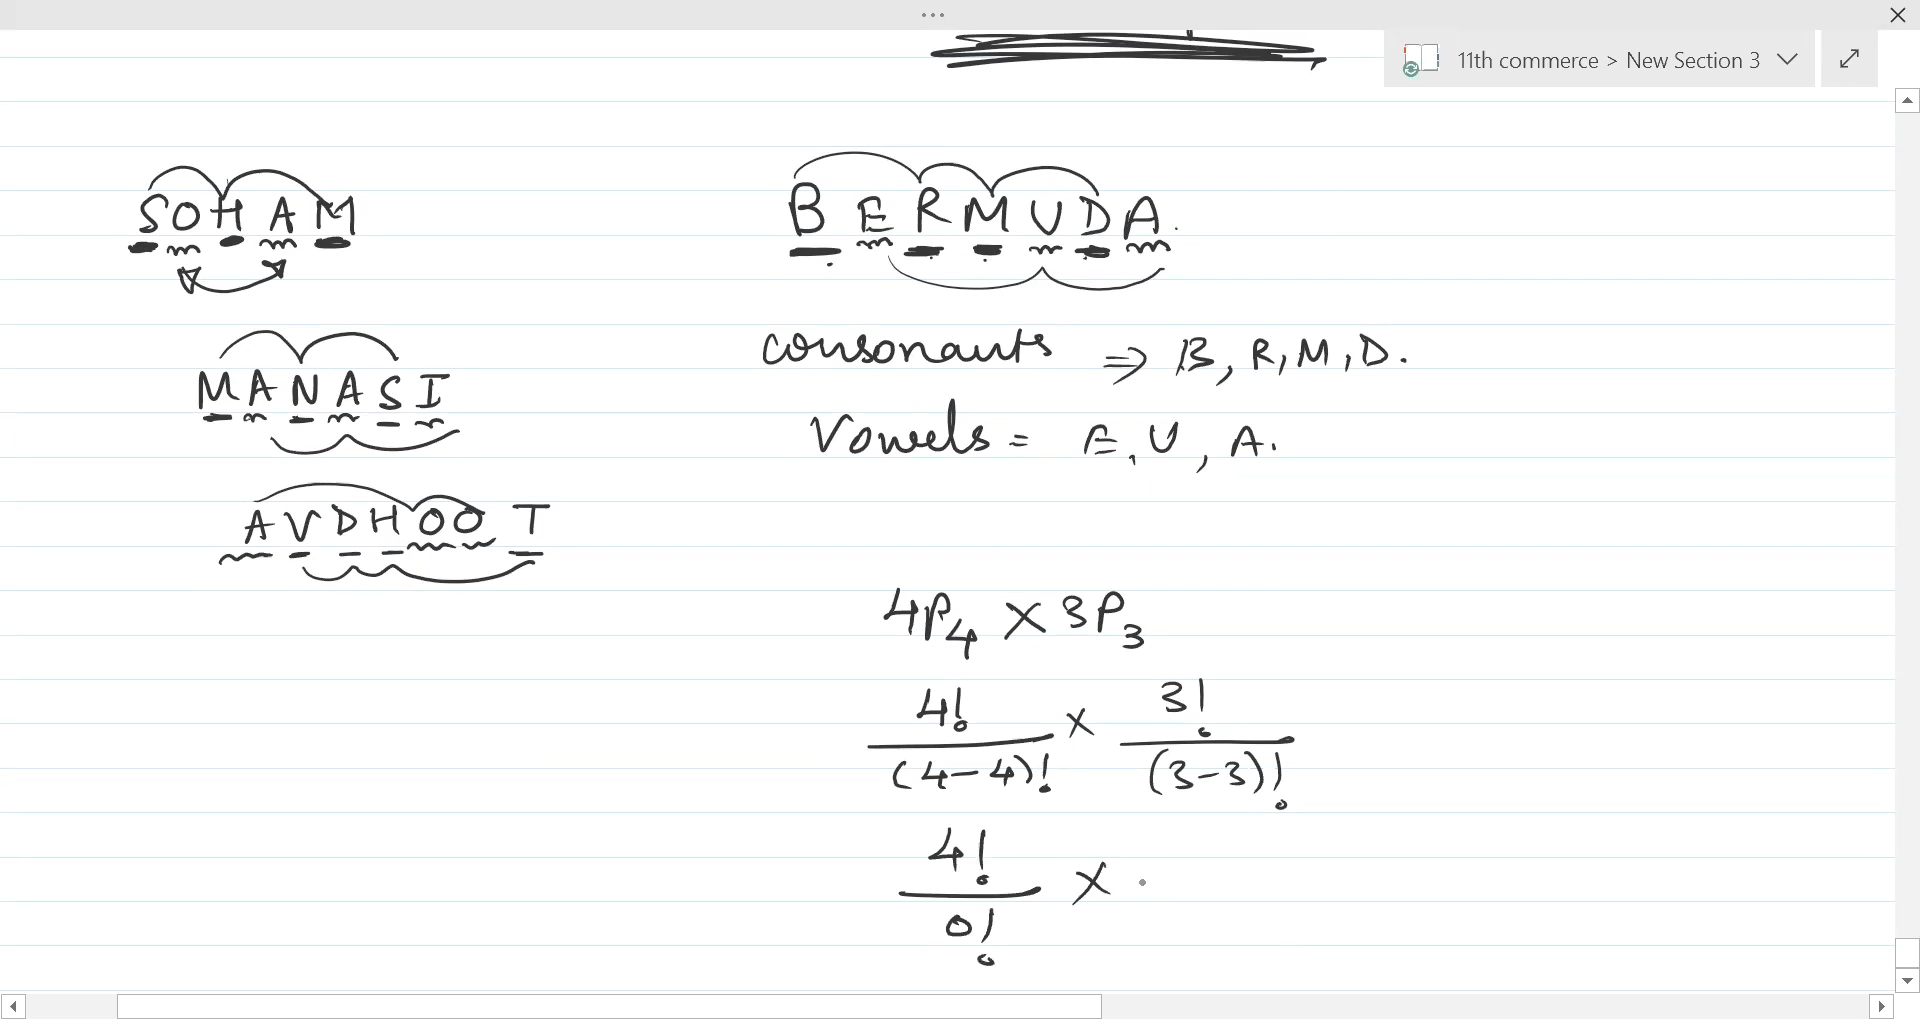 11th commerce > New Section 3
SOHAM
MANASI
AVDHOOT
BERMUDA.
consonants ⇒ B, R, M, D.
Vowels = E, U, A.
4P₄ × 3P₃
4!/(4-4)! × 3!/(3-3)!
4!/0! ×